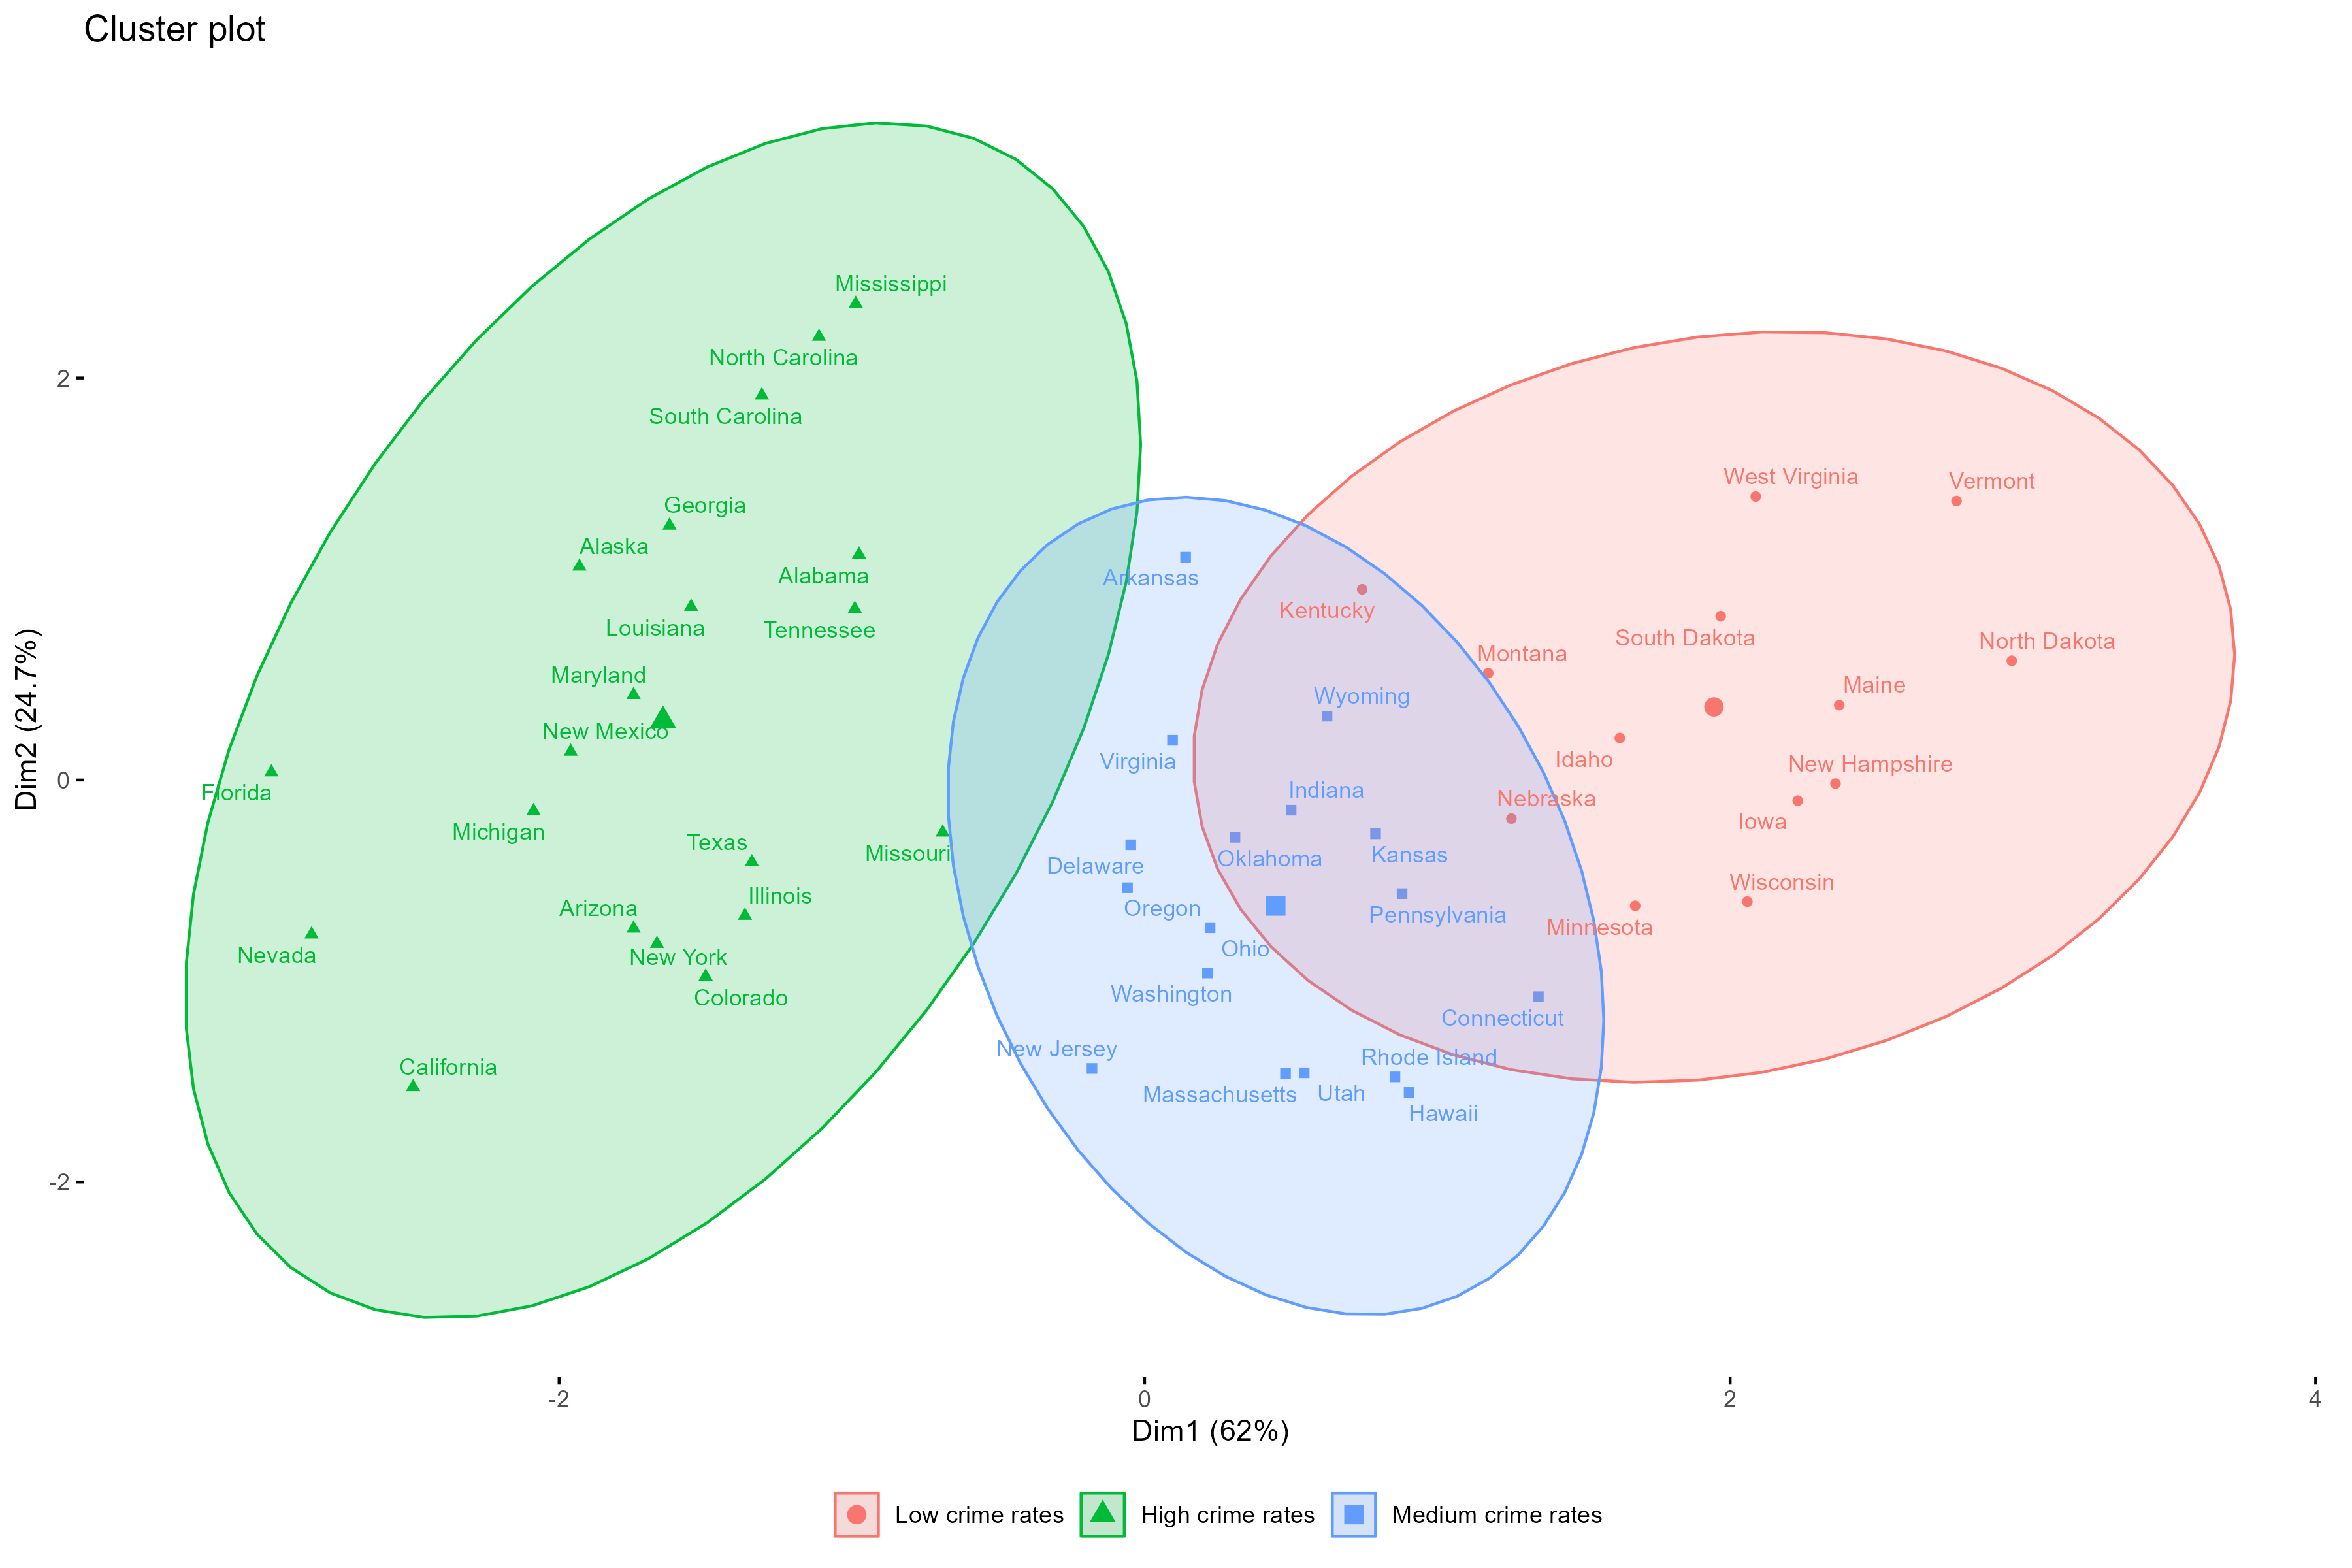 Cluster plot
Mississippi
North Carolina
South Carolina
West Virginia
Vermont
Georgia
Alaska
Alabama
Arkansas
Kentucky
Louisiana
Tennessee
South Dakota
North Dakota
Montana
Maryland
Maine
Wyoming
New Mexico
Virginia
Idaho
New Hampshire
Florida
Indiana
Nebraska
Iowa
Michigan
Texas
Missouri
Delaware
Oklahoma
Kansas
Wisconsin
Illinois
Arizona
Oregon
Pennsylvania
Minnesota
Nevada
New York
Ohio
Colorado
Washington
Connecticut
New Jersey
Rhode Island
California
Massachusetts
Utah
Hawaii
2
0
-2
Dim2 (24.7%)
-2
0
2
4
Dim1 (62%)
Low crime rates
High crime rates
Medium crime rates